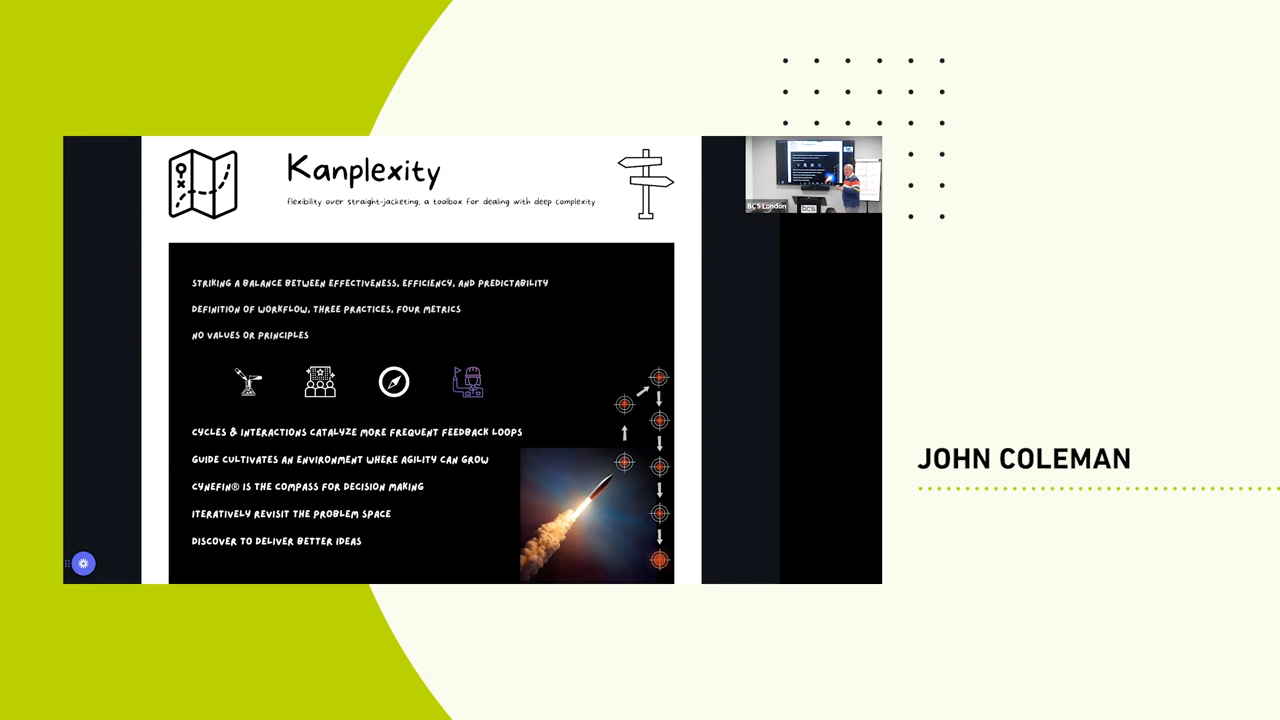 Kanplexity
flexibility over straight-jacketing; a toolbox for dealing with deep complexity
STRIKING A BALANCE BETWEEN EFFECTIVENESS, EFFICIENCY, AND PREDICTABILITY
DEFINITION OF WORKFLOW, THREE PRACTICES, FOUR METRICS
NO VALUES OR PRINCIPLES
CYCLES & INTERACTIONS CATALYZE MORE FREQUENT FEEDBACK LOOPS
GUIDE CULTIVATES AN ENVIRONMENT WHERE AGILITY CAN GROW
CYNEFIN® IS THE COMPASS FOR DECISION MAKING
ITERATIVELY REVISIT THE PROBLEM SPACE
DISCOVER TO DELIVER BETTER IDEAS
BCS London
bcs
JOHN COLEMAN